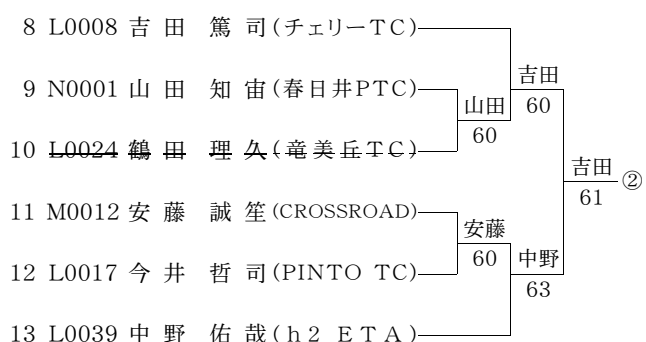 8 L0008 吉田 篤司(チェリーTC)
吉田
9 N0001 山田 知宙(春日井PTC)
山田
60
60
10 L0024 鶴田 理久(竜美丘TC)
吉田
②
61
11 M0012 安藤 誠笙(CROSSROAD)
安藤
60
中野
12 L0017 今井 哲司(PINTO TC)
63
13 L0039 中野 佑哉(h2 ETA)